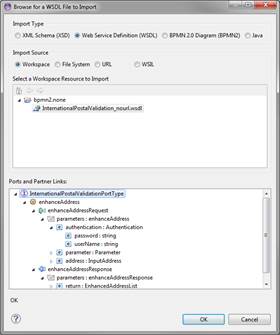 Browse for a WSDL File to Import
Import Type
XML Schema (XSD) Web Service Definition (WSDL) BPMN 2.0 Diagram (BPMN2) Java
Import Source
Workspace File System URL WSIL
Select a Workspace Resource to Import
bpmn2.none
InternationalPostalValidation_nourl.wsdl
Ports and Partner Links:
InternationalPostalValidationPortType
enhanceAddress
enhanceAddressRequest
parameters : enhanceAddress
authentication : Authentication
password : string
userName : string
parameter : Parameter
address : InputAddress
enhanceAddressResponse
parameters : enhanceAddressResponse
return : EnhancedAddressList
OK
OK Cancel